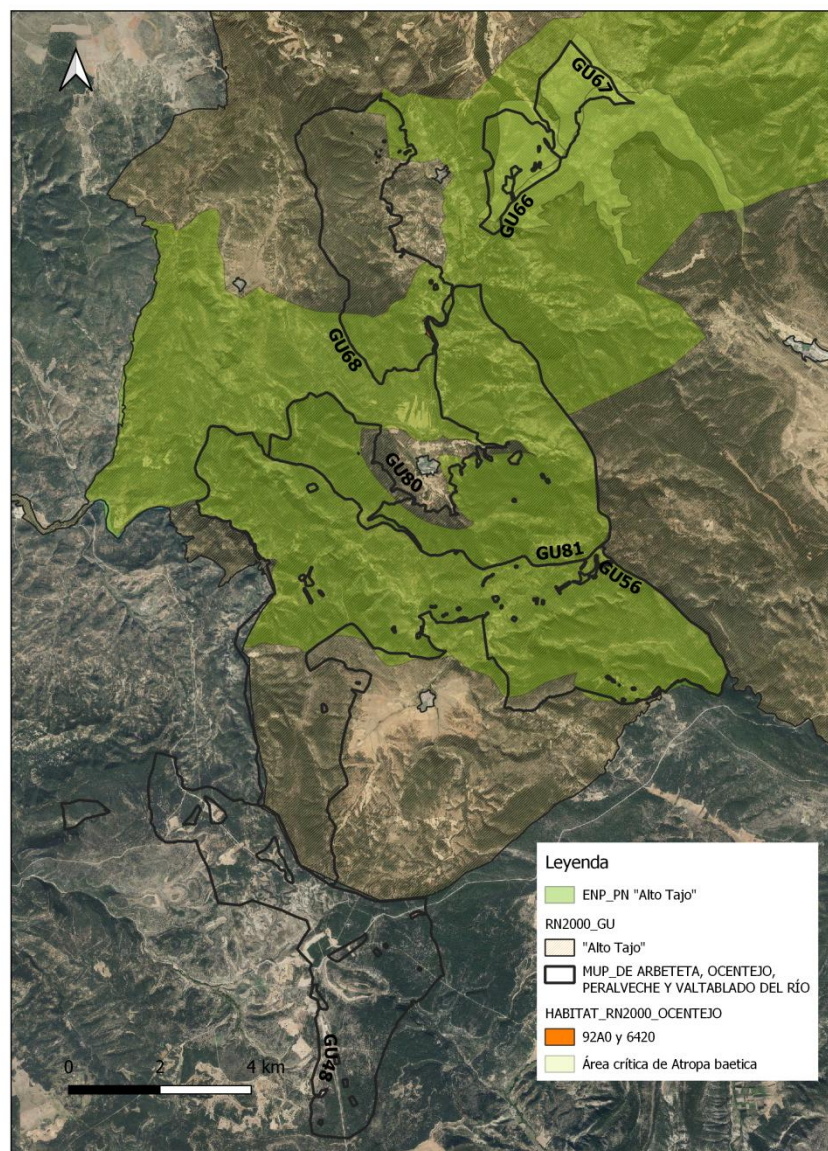 GU67
GU66
GU68
GU80
GU81
GU56
GU48
0 2 4 km
Leyenda
ENP_PN "Alto Tajo"
RN2000_GU
"Alto Tajo"
MUP_DE ARBETETA, OCENTEJO,
PERALVECHE Y VALTABLADO DEL RÍO
HABITAT_RN2000_OCENTEJO
92A0 y 6420
Área crítica de Atropa baetica